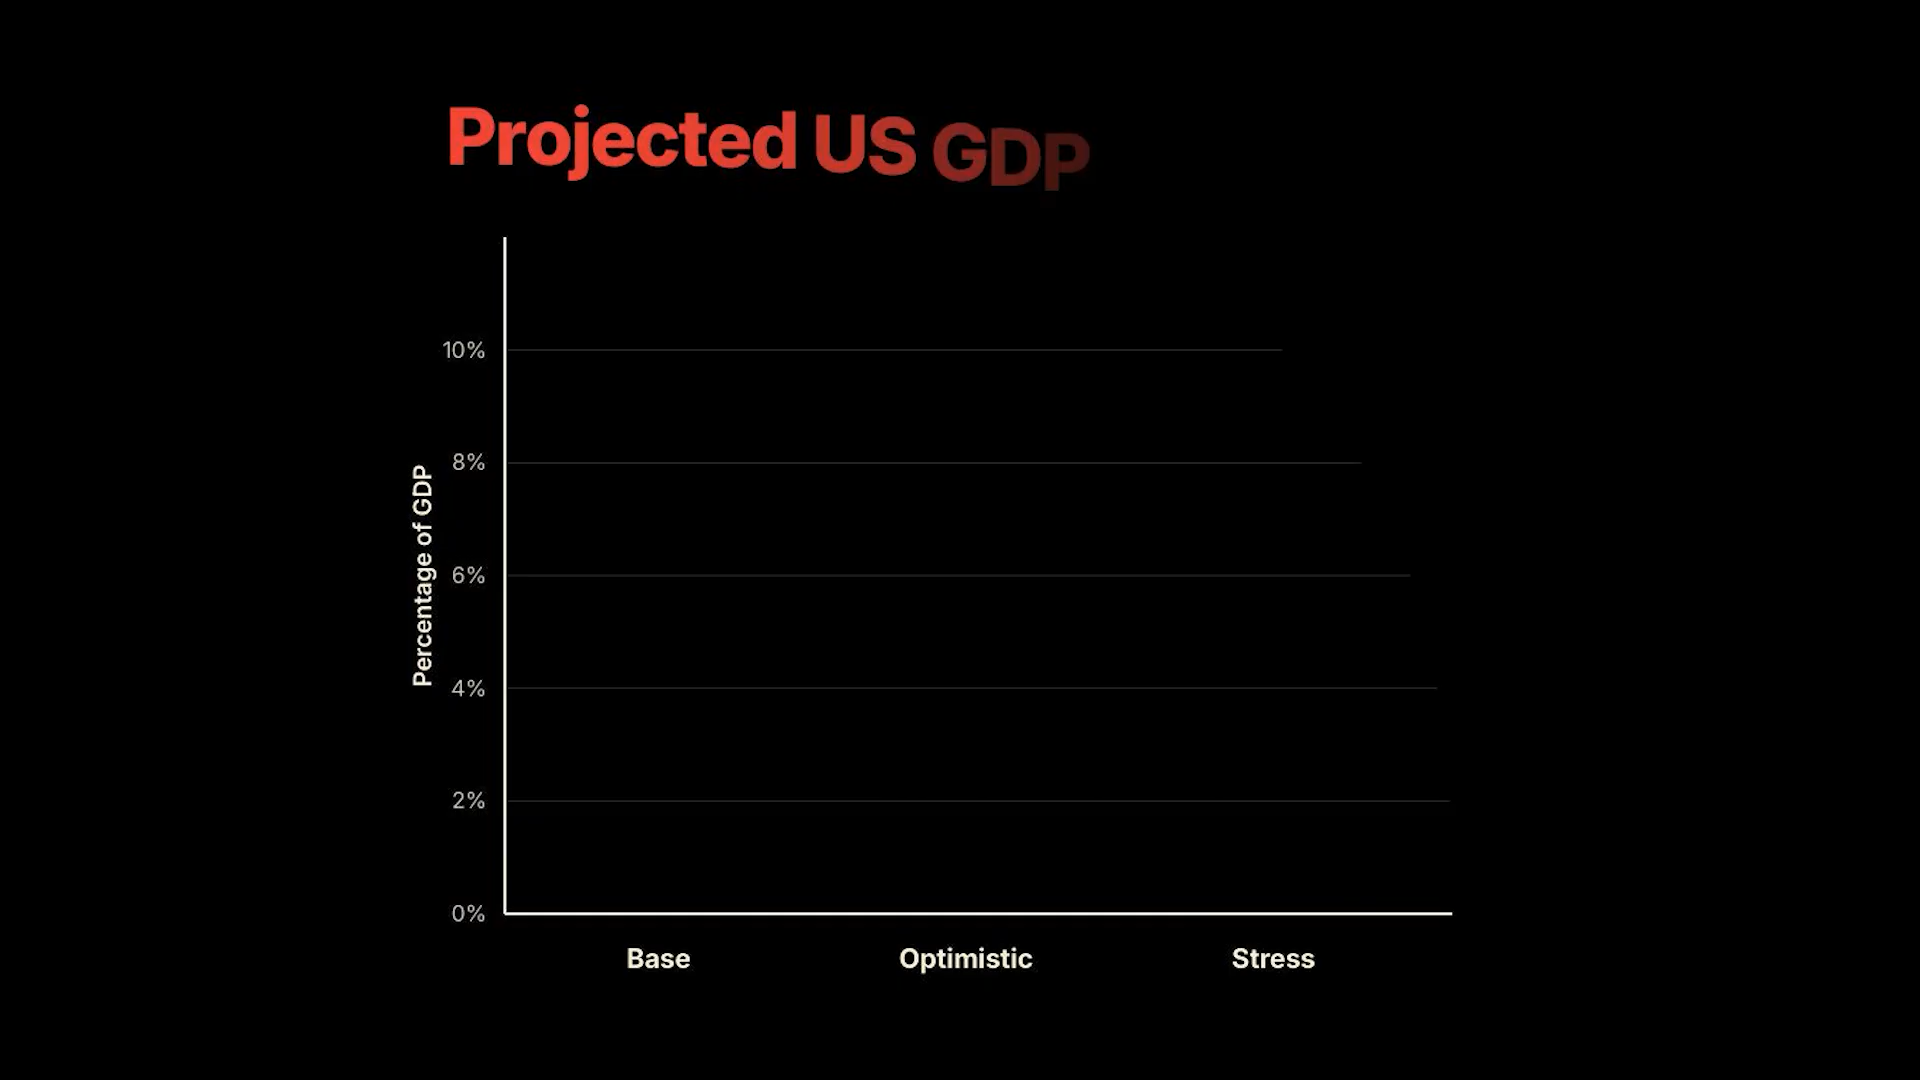 Projected US GDP
10%
8%
6%
4%
2%
0%
Percentage of GDP
Base
Optimistic
Stress